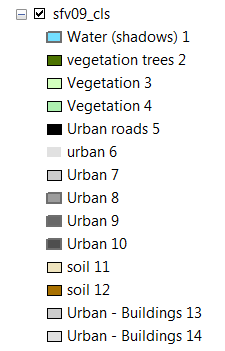 sfv09_cls
Water (shadows) 1
vegetation trees 2
Vegetation 3
Vegetation 4
Urban roads 5
urban 6
Urban 7
Urban 8
Urban 9
Urban 10
soil 11
soil 12
Urban - Buildings 13
Urban - Buildings 14